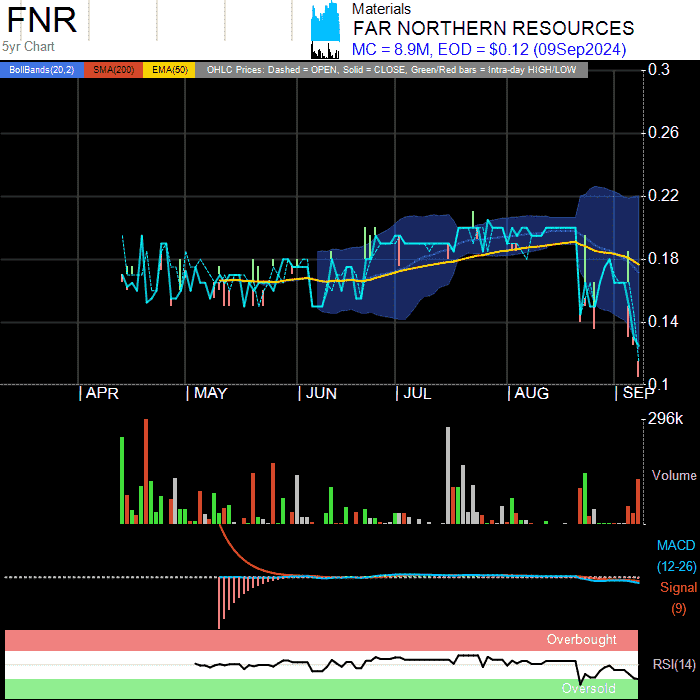 FNR
5yr Chart
Materials
FAR NORTHERN RESOURCES
MC = 8.9M, EOD = $0.12 (09Sep2024)
BollBands(20,2) SMA(200) EMA(50) OHLC Prices: Dashed = OPEN, Solid = CLOSE, Green/Red bars = Intra-day HIGH/LOW
0.3
0.26
0.22
0.18
0.14
0.1
| APR | MAY | JUN | JUL | AUG | SEP
296k
Volume
MACD
(12-26)
Signal
(9)
Overbought
RSI(14)
Oversold